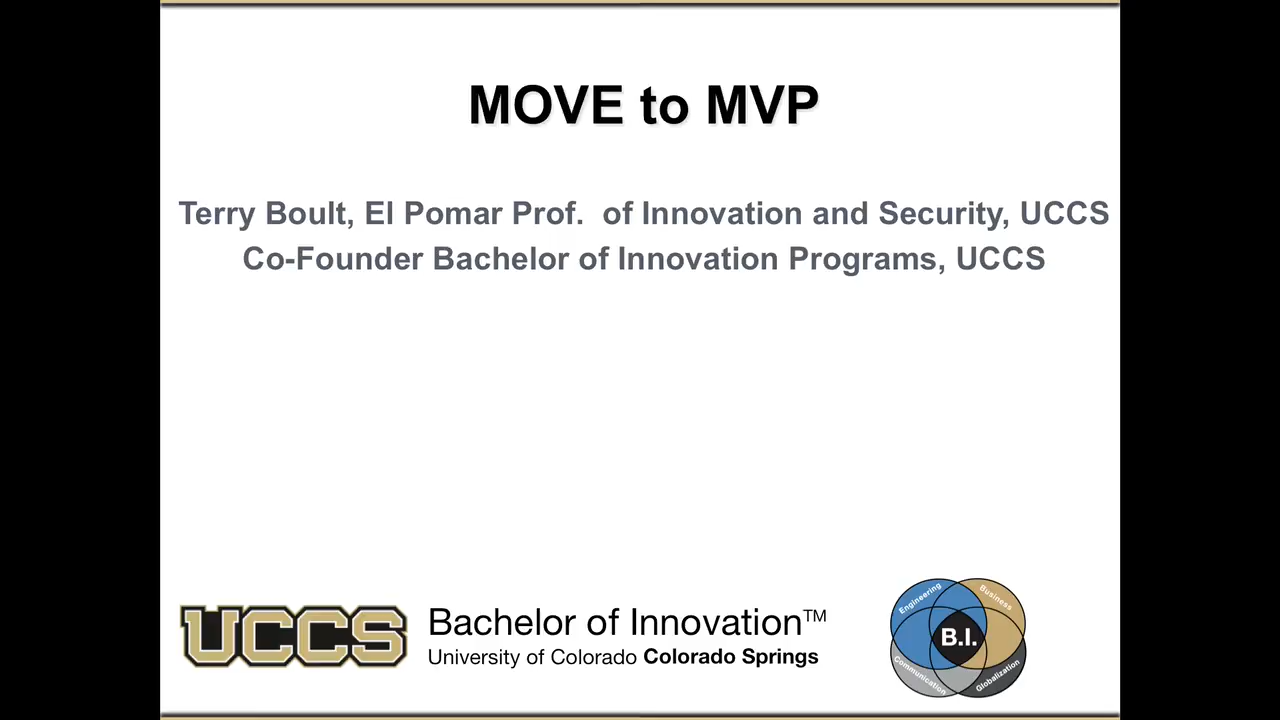 MOVE to MVP
Terry Boult, El Pomar Prof.  of Innovation and Security, UCCS
Co-Founder Bachelor of Innovation Programs, UCCS
UCCS
Bachelor of Innovation™
University of Colorado Colorado Springs
Engineering
Business
B.I.
Communication
Globalization